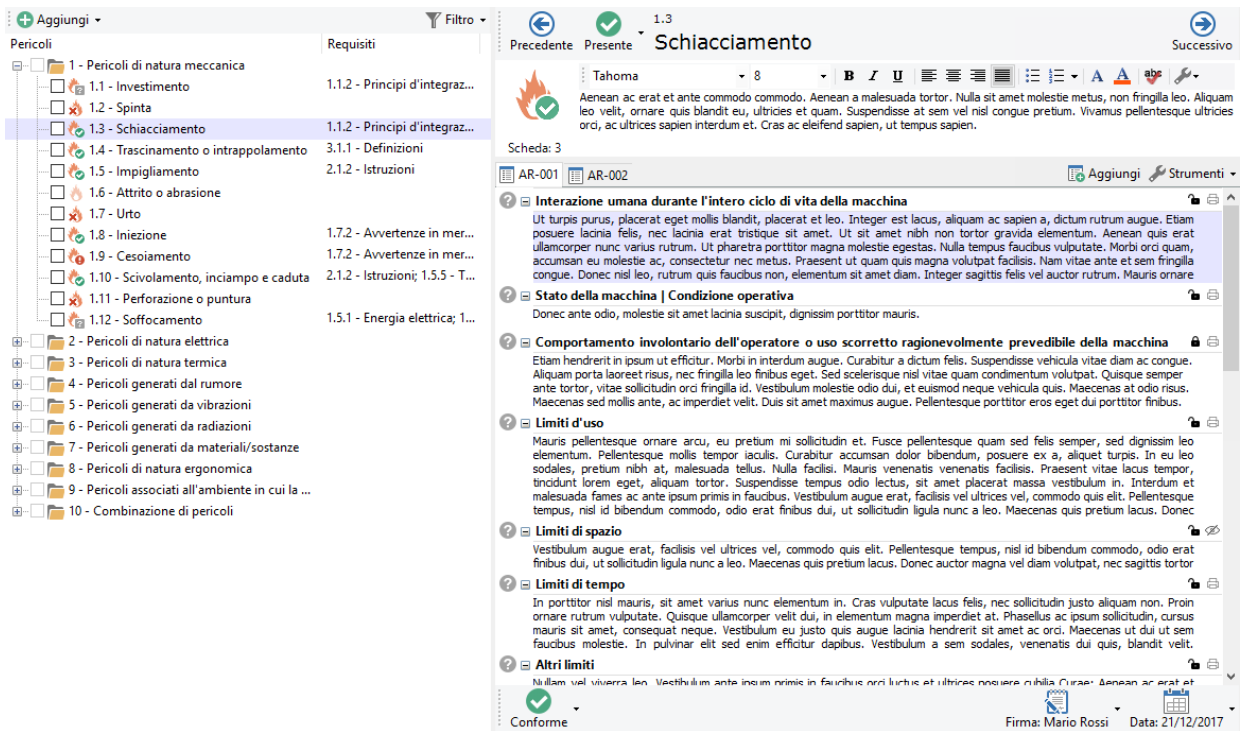 Aggiungi
Filtro
Pericoli
Requisiti
1 - Pericoli di natura meccanica
1.1 - Investimento
1.1.2 - Principi d'integraz...
1.2 - Spinta
1.3 - Schiacciamento
1.1.2 - Principi d'integraz...
1.4 - Trascinamento o intrappolamento
3.1.1 - Definizioni
1.5 - Impigliamento
2.1.2 - Istruzioni
1.6 - Attrito o abrasione
1.7 - Urto
1.8 - Iniezione
1.7.2 - Avvertenze in mer...
1.9 - Cesoiamento
1.7.2 - Avvertenze in mer...
1.10 - Scivolamento, inciampo e caduta
2.1.2 - Istruzioni; 1.5.5 - T...
1.11 - Perforazione o puntura
1.12 - Soffocamento
1.5.1 - Energia elettrica; 1...
2 - Pericoli di natura elettrica
3 - Pericoli di natura termica
4 - Pericoli generati dal rumore
5 - Pericoli generati da vibrazioni
6 - Pericoli generati da radiazioni
7 - Pericoli generati da materiali/sostanze
8 - Pericoli di natura ergonomica
9 - Pericoli associati all'ambiente in cui la ...
10 - Combinazione di pericoli
Precedente
Presente
1.3
Schiacciamento
Successivo
Tahoma
8
B I U
A A abc
Aenean ac erat et ante commodo commodo. Aenean a malesuada tortor. Nulla sit amet molestie metus, non fringilla leo. Aliquam
leo velit, ornare quis blandit eu, ultricies et quam. Suspendisse at sem vel nisl congue pretium. Vivamus pellentesque ultricies
orci, ac ultrices sapien interdum et. Cras ac eleifend sapien, ut tempus sapien.
Scheda: 3
AR-001
AR-002
Aggiungi
Strumenti
Interazione umana durante l'intero ciclo di vita della macchina
Ut turpis purus, placerat eget mollis blandit, placerat et leo. Integer est lacus, aliquam ac sapien a, dictum rutrum augue. Etiam
posuere lacinia felis, nec lacinia erat tristique sit amet. Ut sit amet nibh non tortor gravida elementum. Aenean quis erat
ullamcorper nunc varius rutrum. Ut pharetra porttitor magna molestie egestas. Nulla tempus faucibus vulputate. Morbi orci quam,
accumsan eu molestie ac, consectetur nec metus. Praesent ut quam quis magna volutpat facilisis. Nam vitae ante et sem fringilla
congue. Donec nisl leo, rutrum quis faucibus non, elementum sit amet diam. Integer sagittis felis vel auctor rutrum. Mauris ornare
Stato della macchina | Condizione operativa
Donec ante odio, molestie sit amet lacinia suscipit, dignissim porttitor mauris.
Comportamento involontario dell'operatore o uso scorretto ragionevolmente prevedibile della macchina
Etiam hendrerit in ipsum ut efficitur. Morbi in interdum augue. Curabitur a dictum felis. Suspendisse vehicula vitae diam ac congue.
Aliquam porta laoreet risus, nec fringilla leo finibus eget. Sed scelerisque nisl vitae quam condimentum volutpat. Quisque semper
ante tortor, vitae sollicitudin orci fringilla id. Vestibulum molestie odio dui, et euismod neque vehicula quis. Maecenas at odio risus.
Maecenas sed mollis ante, ac imperdiet velit. Duis sit amet maximus augue. Pellentesque porttitor eros eget dui porttitor finibus.
Limiti d'uso
Mauris pellentesque ornare arcu, eu pretium mi sollicitudin et. Fusce pellentesque quam sed felis semper, sed dignissim leo
elementum. Pellentesque mollis tempor iaculis. Curabitur accumsan dolor bibendum, posuere ex a, aliquet turpis. In eu leo
sodales, pretium nibh at, malesuada tellus. Nulla facilisi. Mauris venenatis venenatis facilisis. Praesent vitae lacus tempor,
tincidunt lorem eget, aliquam tortor. Suspendisse tempus odio lectus, sit amet placerat massa vestibulum in. Interdum et
malesuada fames ac ante ipsum primis in faucibus. Vestibulum augue erat, facilisis vel ultrices vel, commodo quis elit. Pellentesque
tempus, nisl id bibendum commodo, odio erat finibus dui, ut sollicitudin ligula nunc a leo. Maecenas quis pretium lacus. Donec
Limiti di spazio
Vestibulum augue erat, facilisis vel ultrices vel, commodo quis elit. Pellentesque tempus, nisl id bibendum commodo, odio erat
finibus dui, ut sollicitudin ligula nunc a leo. Maecenas quis pretium lacus. Donec auctor magna vel diam volutpat, nec sagittis tortor
Limiti di tempo
In porttitor nisl mauris, sit amet varius nunc elementum in. Cras vulputate lacus felis, nec sollicitudin justo aliquam non. Proin
ornare rutrum vulputate. Quisque ullamcorper velit dui, in elementum magna imperdiet at. Phasellus ac ipsum sollicitudin, cursus
mauris sit amet, consequat neque. Vestibulum eu justo quis augue lacinia hendrerit sit amet ac orci. Maecenas ut dui ut sem
faucibus molestie. In pulvinar elit sed enim efficitur dapibus. Vestibulum a sem sodales, venenatis dui quis, blandit velit.
Altri limiti
Nullam vel viverra leo. Vestibulum ante ipsum primis in faucibus orci luctus et ultrices posuere cubilia Curae; Aenean ac erat et
Conforme
Firma: Mario Rossi
Data: 21/12/2017